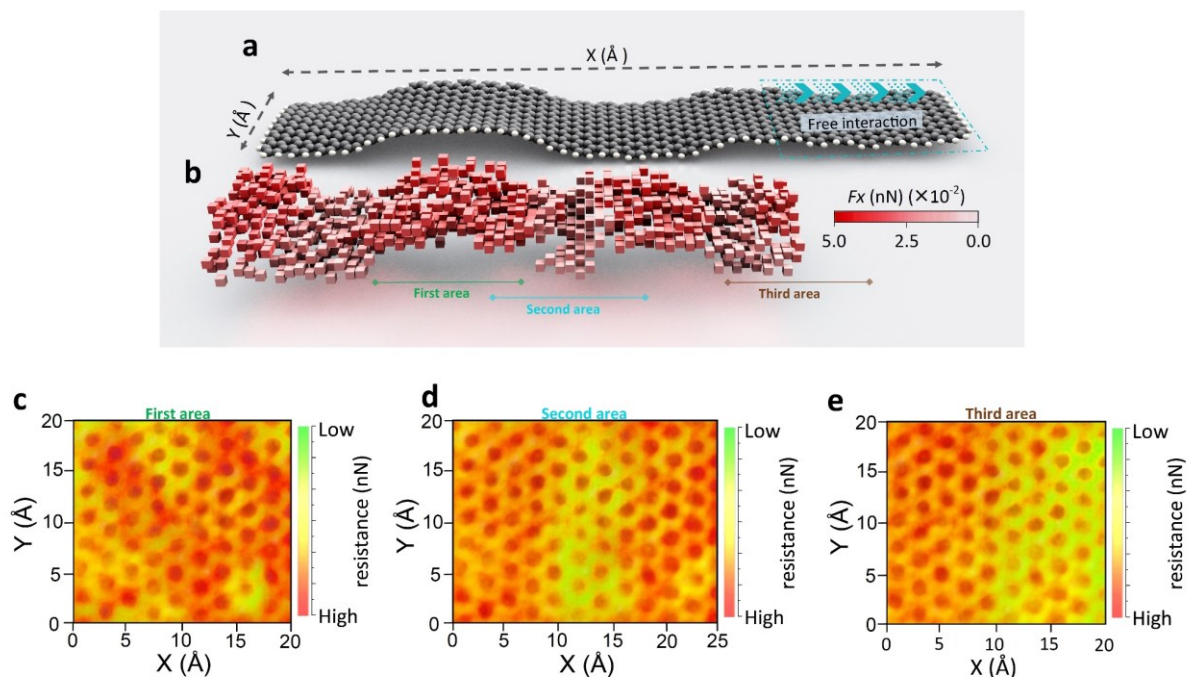 a
X (Å)
Y (Å)
Free interaction
b
Fx (nN) (×10⁻²)
5.0 2.5 0.0
First area
Second area
Third area
c
First area
20
15
10
5
0
Y (Å)
0 5 10 15 20
X (Å)
Low
resistance (nN)
High
d
Second area
20
15
10
5
0
Y (Å)
0 5 10 15 20 25
X (Å)
Low
resistance (nN)
High
e
Third area
20
15
10
5
0
Y (Å)
0 5 10 15 20
X (Å)
Low
resistance (nN)
High